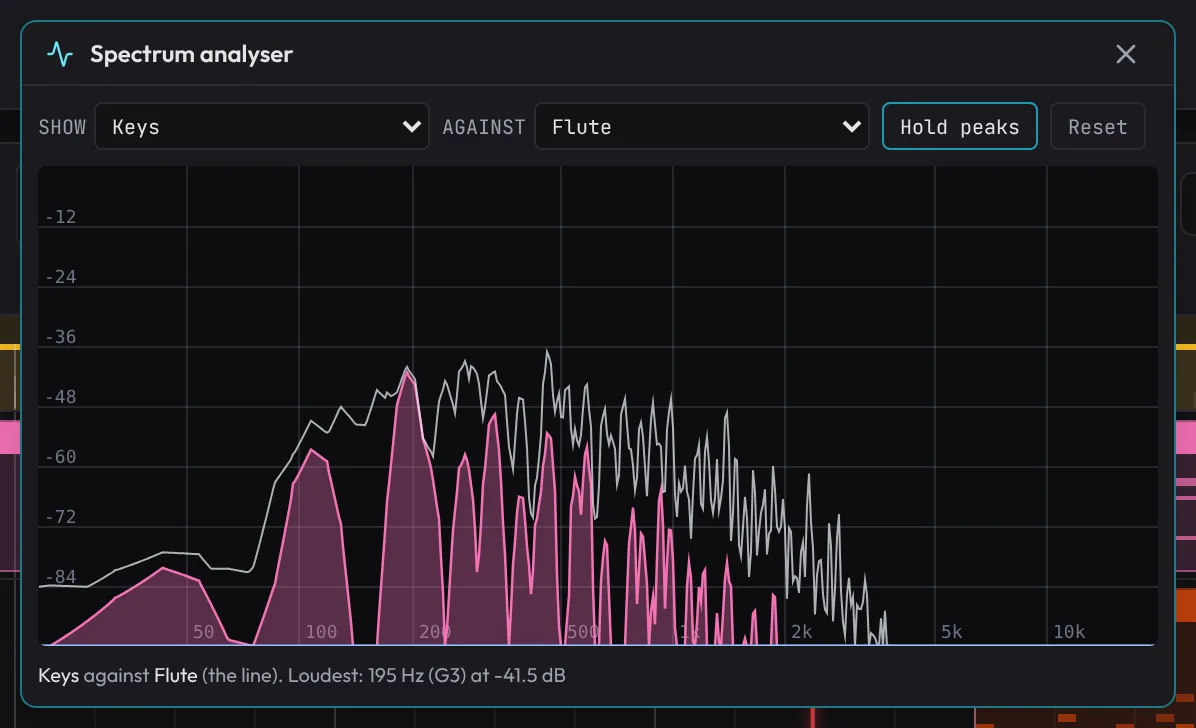 Spectrum analyser
SHOW Keys AGAINST Flute Hold peaks Reset
-12
-24
-36
-48
-60
-72
-84
50 100 200 500 1k 2k 5k 10k
Keys against Flute (the line). Loudest: 195 Hz (G3) at -41.5 dB